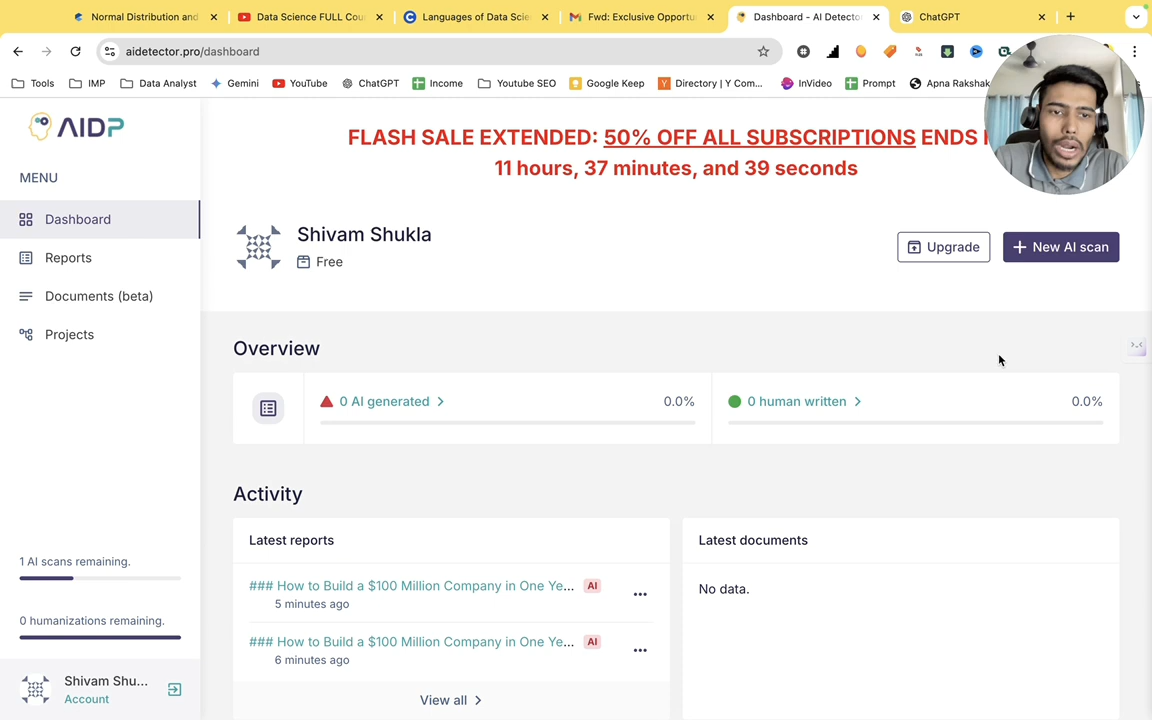 Normal Distribution and
Data Science FULL Cou
Languages of Data Scie
Fwd: Exclusive Opportu
Dashboard - AI Detecto
ChatGPT
aidetector.pro/dashboard
Tools
IMP
Data Analyst
Gemini
YouTube
ChatGPT
Income
Youtube SEO
Google Keep
Directory | Y Com...
InVideo
Prompt
Apna Rakshak
AIDP
FLASH SALE EXTENDED: 50% OFF ALL SUBSCRIPTIONS ENDS
11 hours, 37 minutes, and 39 seconds
MENU
Dashboard
Reports
Documents (beta)
Projects
Shivam Shukla
Free
Upgrade
+ New AI scan
Overview
0 AI generated
0.0%
0 human written
0.0%
Activity
Latest reports
### How to Build a $100 Million Company in One Ye... AI
5 minutes ago
### How to Build a $100 Million Company in One Ye... AI
6 minutes ago
View all
Latest documents
No data.
1 AI scans remaining.
0 humanizations remaining.
Shivam Shu...
Account